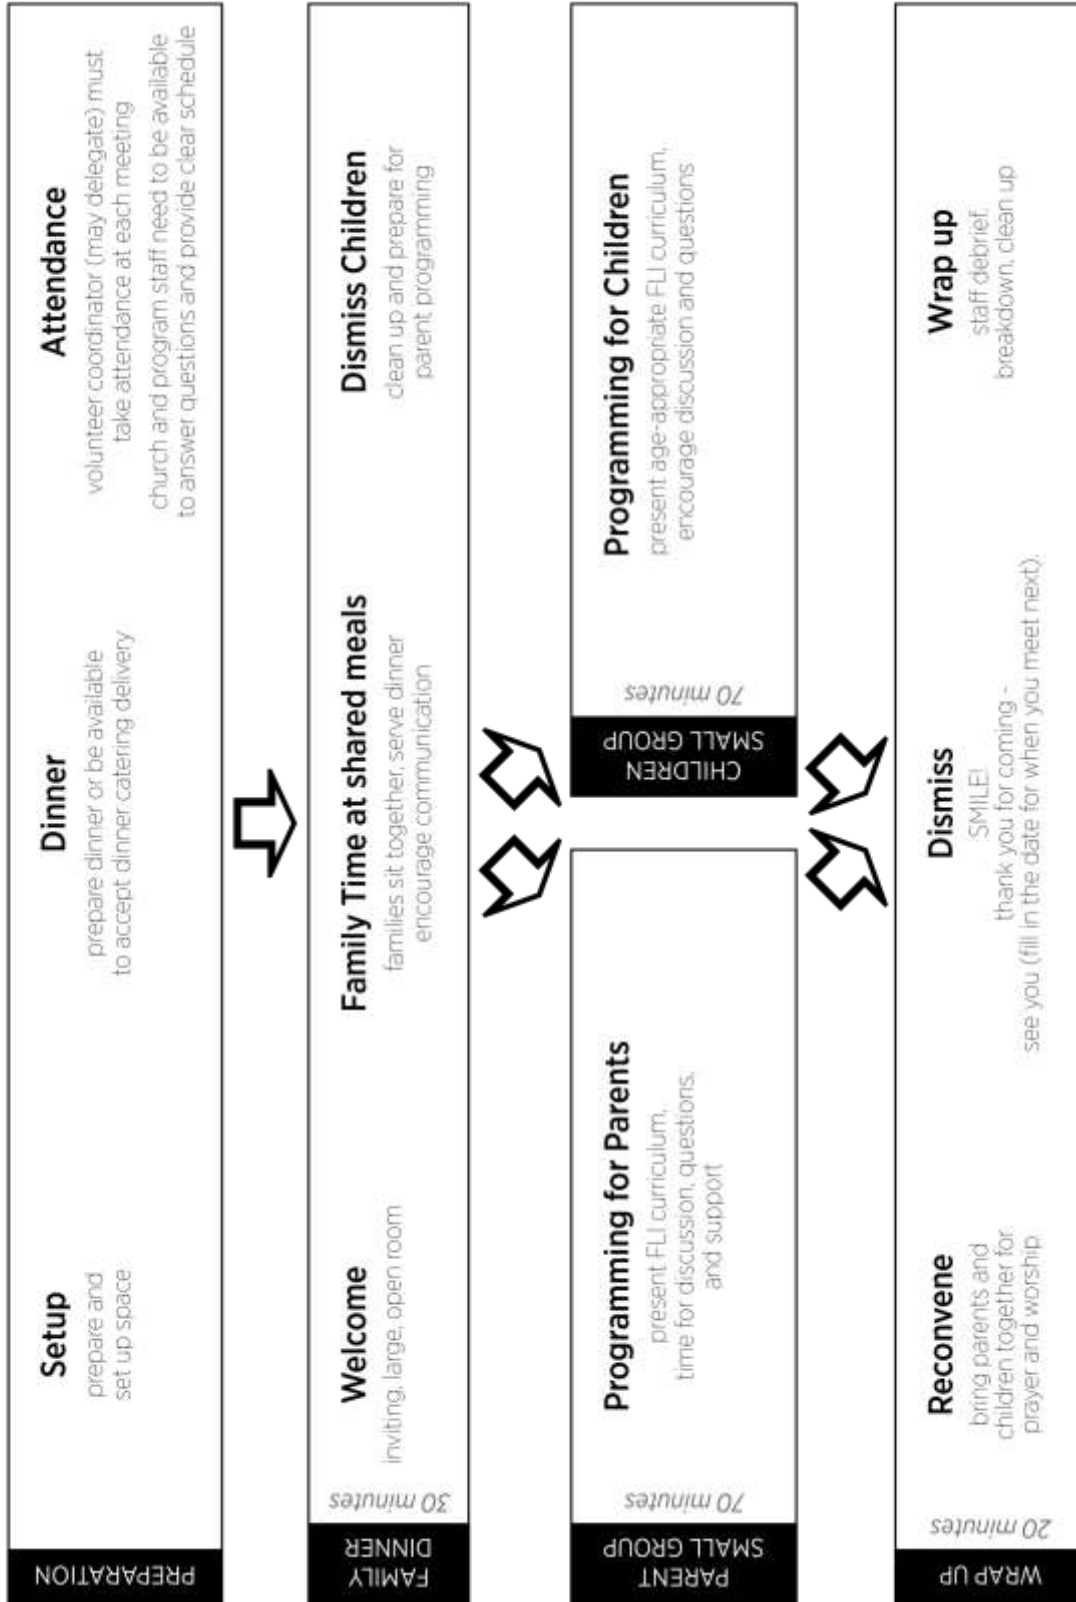 PREPARATION
Setup
prepare and
set up space
Dinner
prepare dinner or be available
to accept dinner catering delivery
Attendance
volunteer coordinator (may delegate) must
take attendance at each meeting
church and program staff need to be available
to answer questions and provide clear schedule
FAMILY
DINNER
30 minutes
Welcome
inviting, large, open room
Family Time at shared meals
families sit together, serve dinner
encourage communication
Dismiss Children
clean up and prepare for
parent programming
PARENT
SMALL GROUP
70 minutes
Programming for Parents
present FLI curriculum,
time for discussion, questions,
and support
CHILDREN
SMALL GROUP
70 minutes
Programming for Children
present age-appropriate FLI curriculum,
encourage discussion and questions
WRAP UP
20 minutes
Reconvene
bring parents and
children together for
prayer and worship
Dismiss
SMILE!
thank you for coming -
see you (fill in the date for when you meet next).
Wrap up
staff debrief,
breakdown, clean up